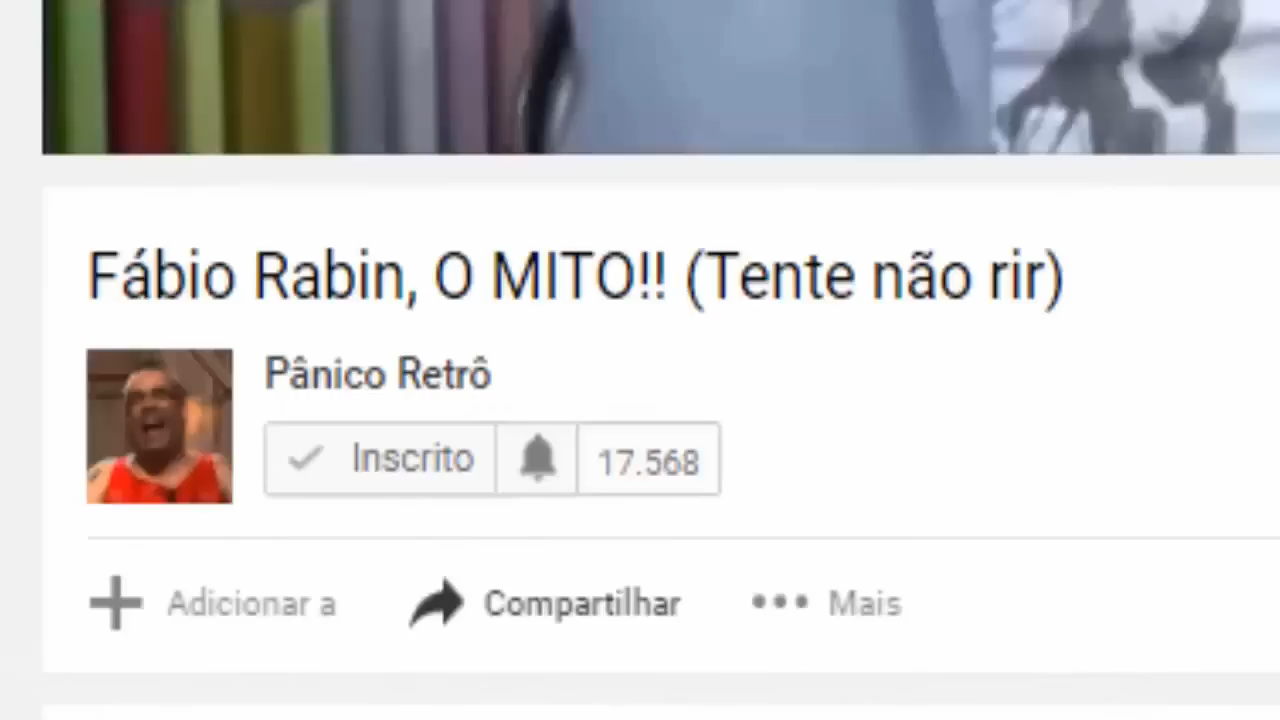 Fábio Rabin, O MITO!! (Tente não rir)
Pânico Retrô
Inscrito 17.568
Adicionar a Compartilhar Mais